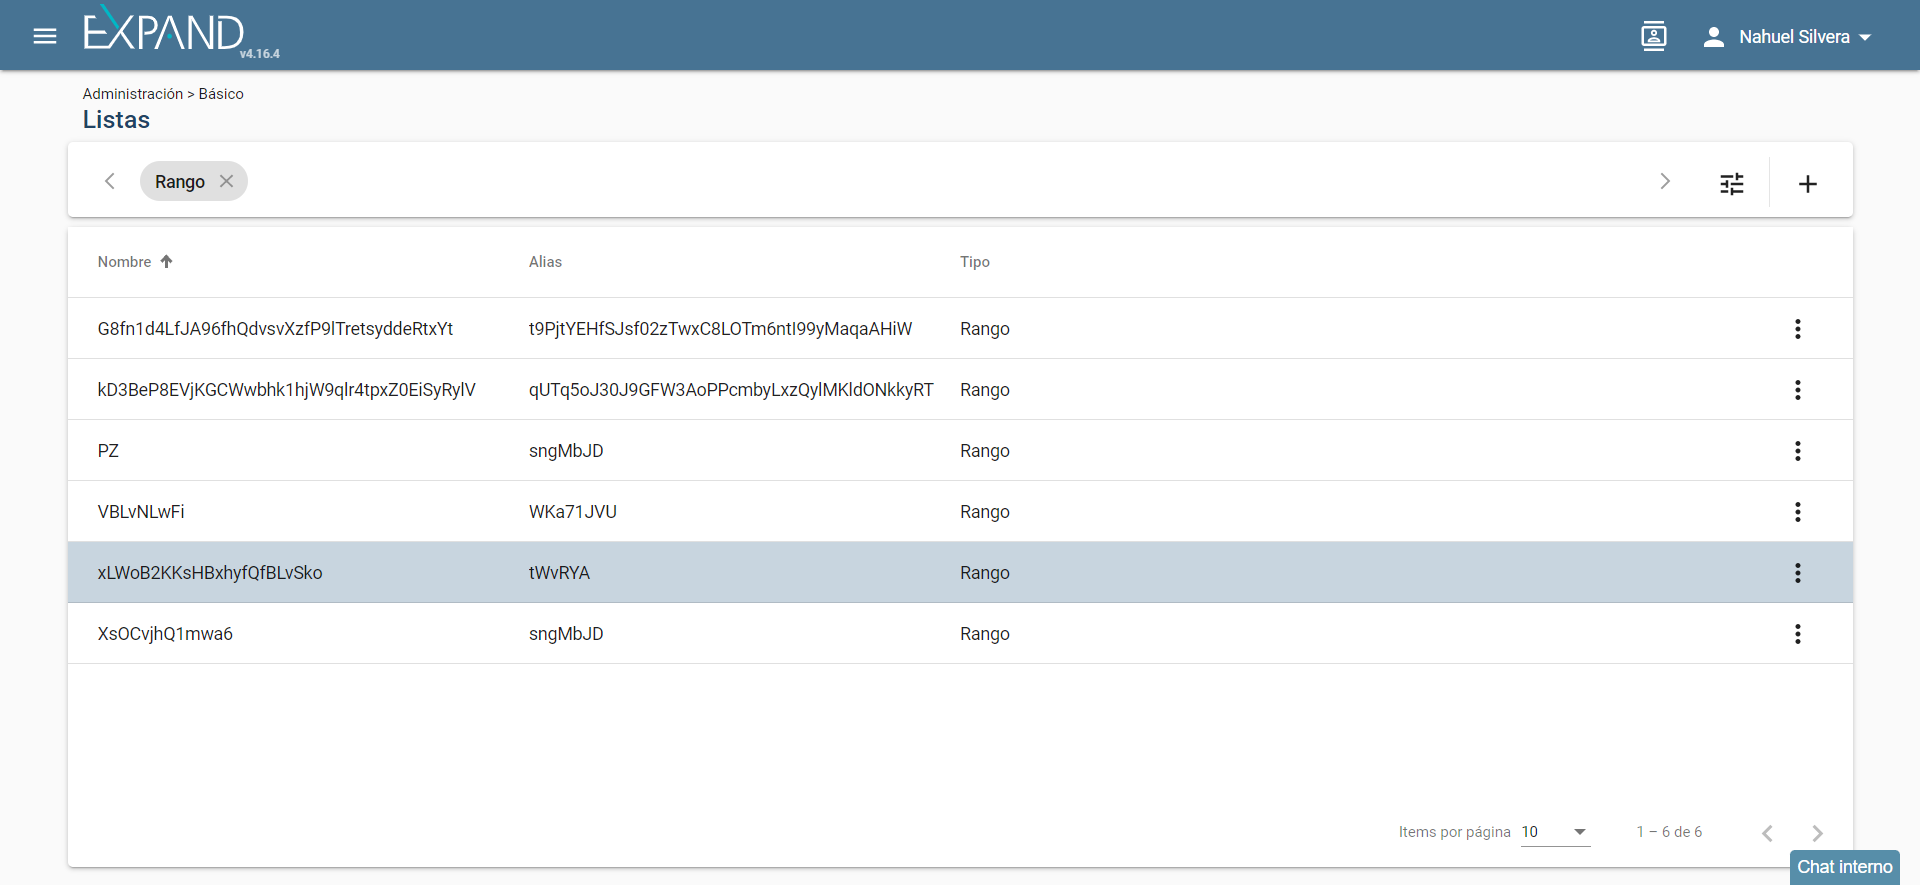 EXPAND
v4.16.4
Nahuel Silvera
Administración > Básico
Listas
Rango
Nombre Alias Tipo
G8fn1d4LfJA96fhQdvsvXzfP9lTretsyddeRtxYt t9PjtYEHfSJsf02zTwxC8LOTm6ntI99yMaqaAHiW Rango
kD3BeP8EVjKGCWwbhk1hjW9qlr4tpxZ0EiSyRylV qUTq5oJ30J9GFW3AoPPcmbyLxzQylMKldONkkyRT Rango
PZ sngMbJD Rango
VBLvNLwFi WKa71JVU Rango
xLWoB2KKsHBxhyfQfBLvSko tWvRYA Rango
XsOCvjhQ1mwa6 sngMbJD Rango
Items por página 10 1 – 6 de 6
Chat interno